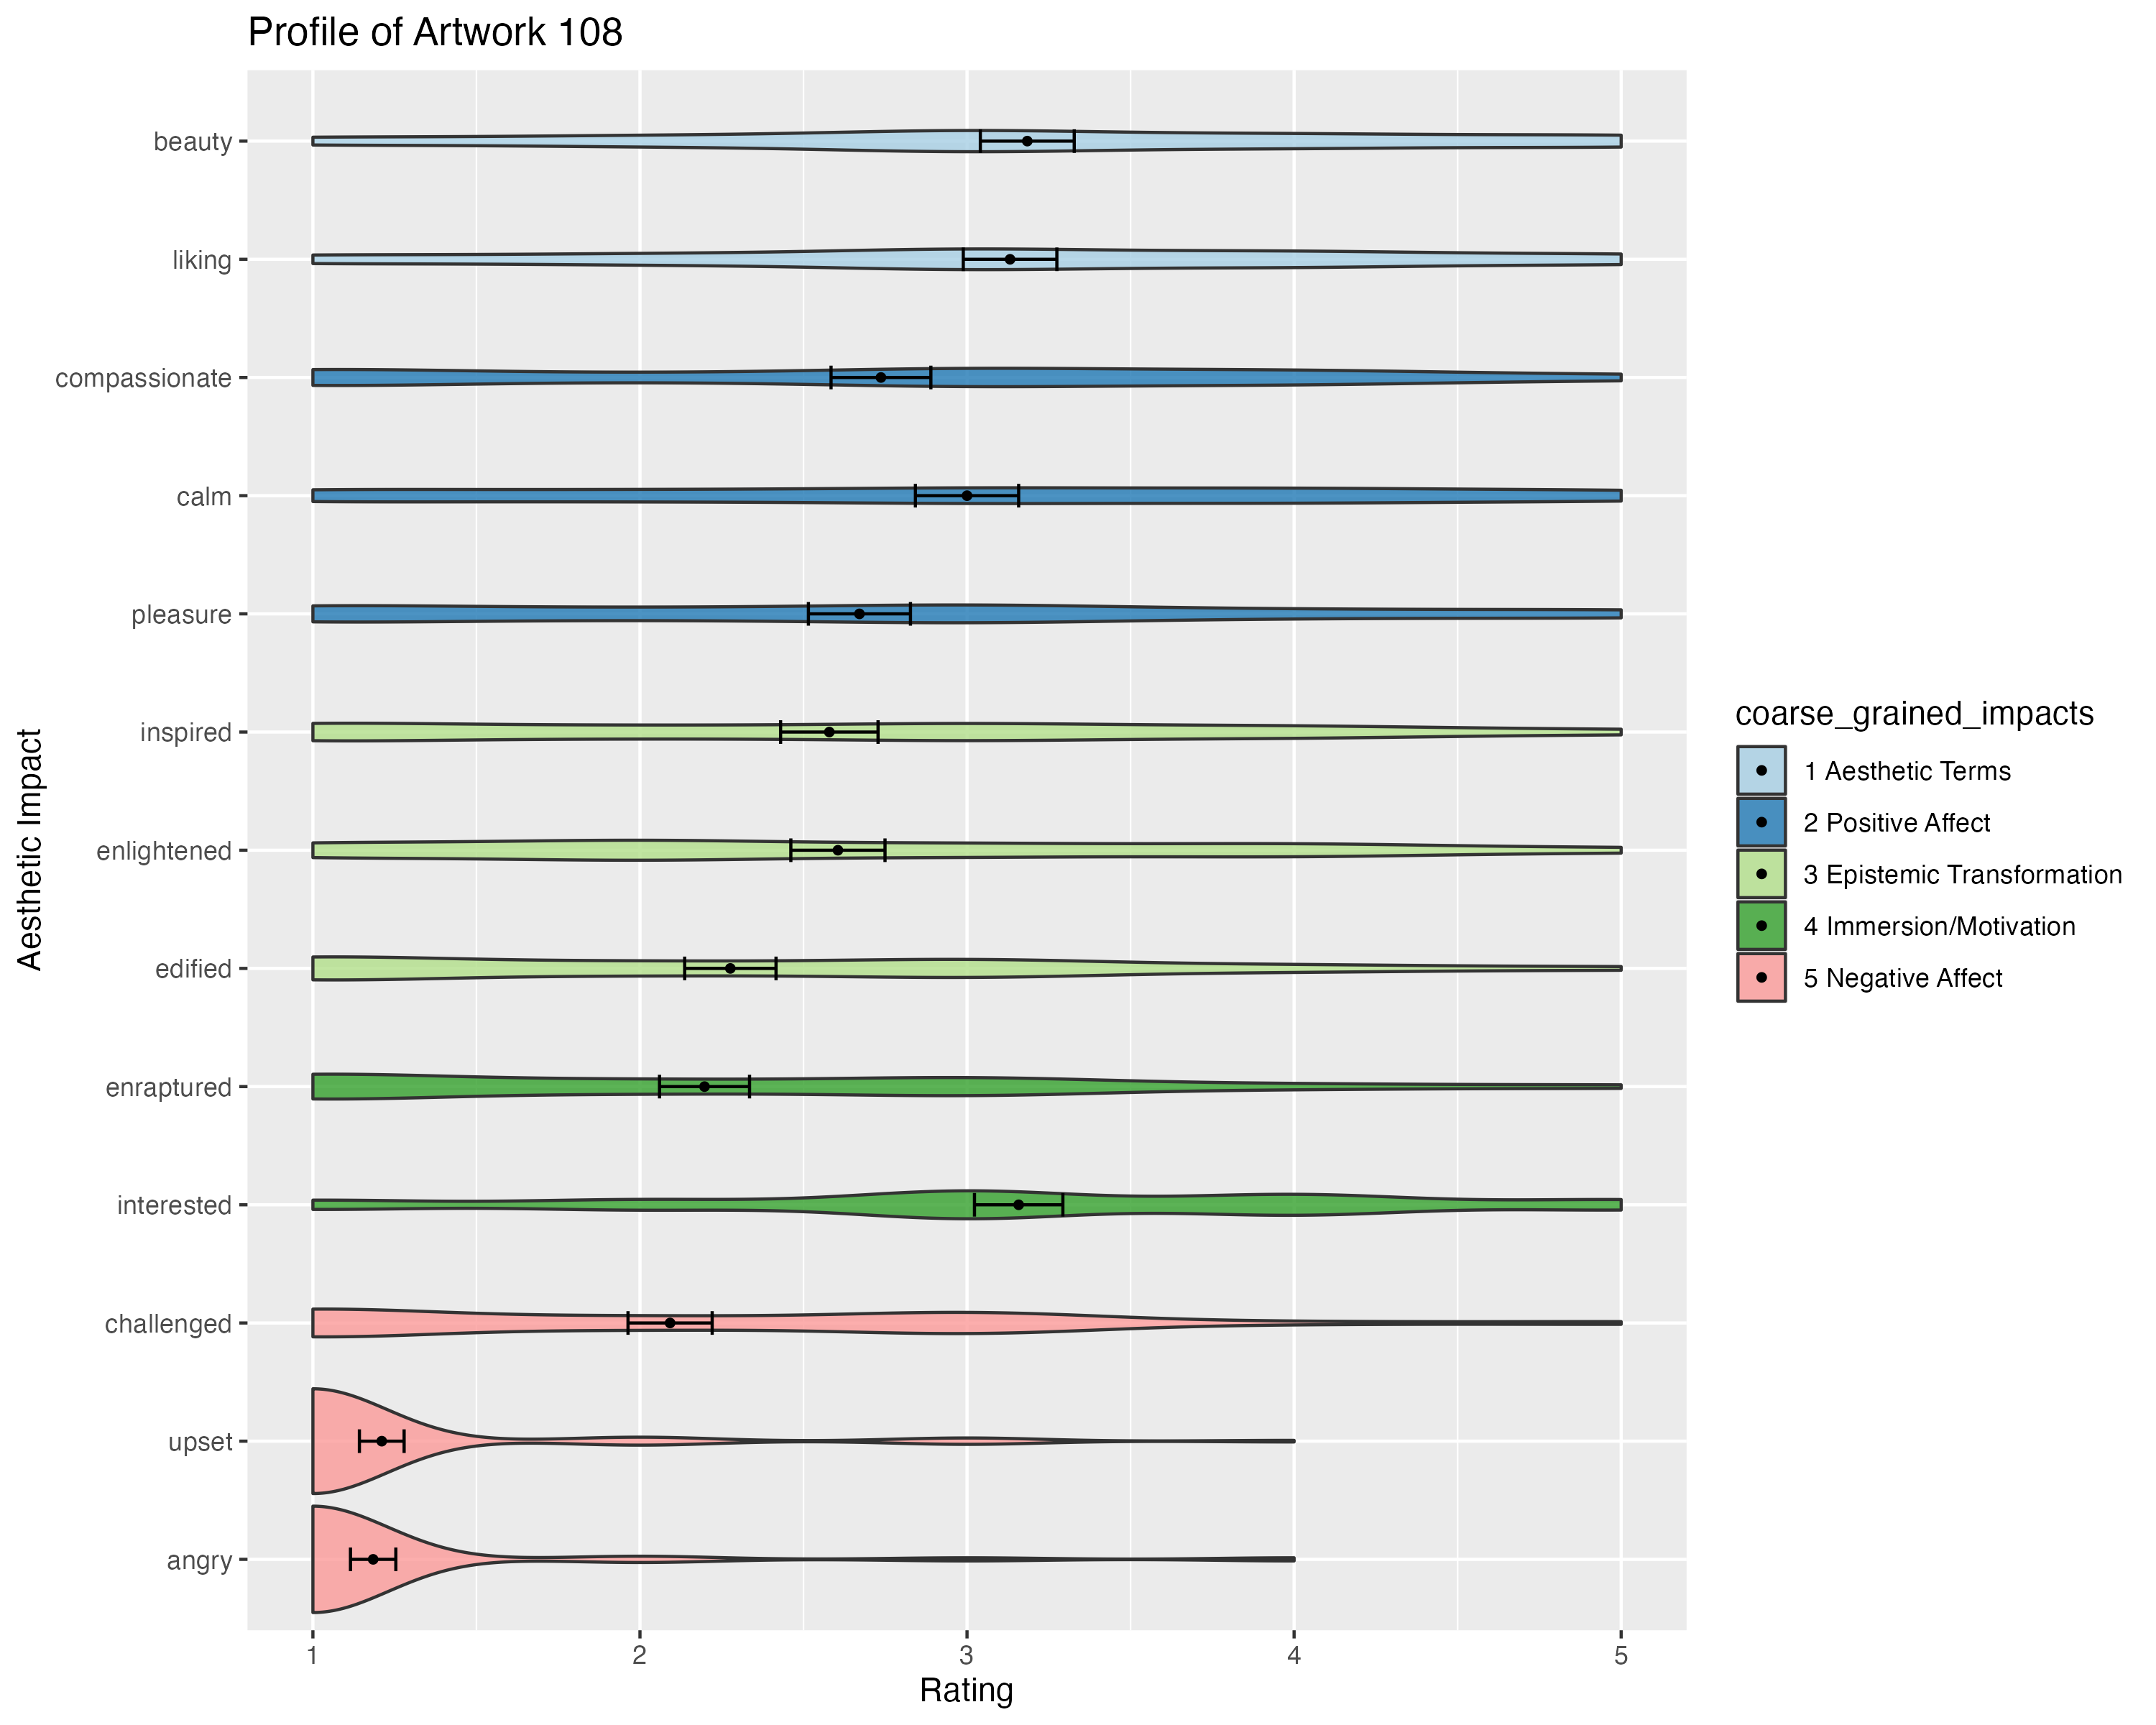 Profile of Artwork 108
beauty
liking
compassionate
calm
pleasure
inspired
enlightened
edified
enraptured
interested
challenged
upset
angry
Aesthetic Impact
1 2 3 4 5
Rating
coarse_grained_impacts
1 Aesthetic Terms
2 Positive Affect
3 Epistemic Transformation
4 Immersion/Motivation
5 Negative Affect